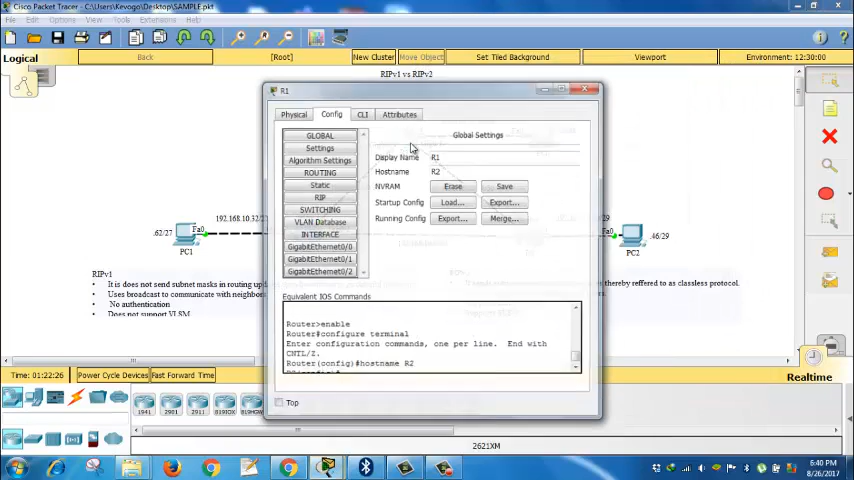 Cisco Packet Tracer - C:\Users\Kevogo\Desktop\SAMPLE.pkt
File Edit Options View Tools Extensions Help
Logical Back [Root] New Cluster Move Object Set Tiled Background Viewport Environment: 12:30:00
RIPv1 vs RIPv2
R1
Physical Config CLI Attributes
GLOBAL
Settings
Algorithm Settings
ROUTING
Static
RIP
SWITCHING
VLAN Database
INTERFACE
GigabitEthernet0/0
GigabitEthernet0/1
GigabitEthernet0/2
Global Settings
Display Name R1
Hostname R2
NVRAM Erase Save
Startup Config Load... Export...
Running Config Export... Merge...
Equivalent IOS Commands
Router>enable
Router#configure terminal
Enter configuration commands, one per line. End with
CNTL/Z.
Router(config)#hostname R2
Top
192.168.10.32/2
.62/27 Fa0
PC1
Fa0 .46/29
PC2
RIPv1
• It does not send subnet masks in routing up
• Uses broadcast to communicate with neighbors
• No authentication
• Does not support VLSM
thereby reffered to as classless protocol.
Time: 01:22:26 Power Cycle Devices Fast Forward Time
Realtime
1941 2901 2911 819IOX 819HGW
2621XM
6:40 PM
8/26/2017